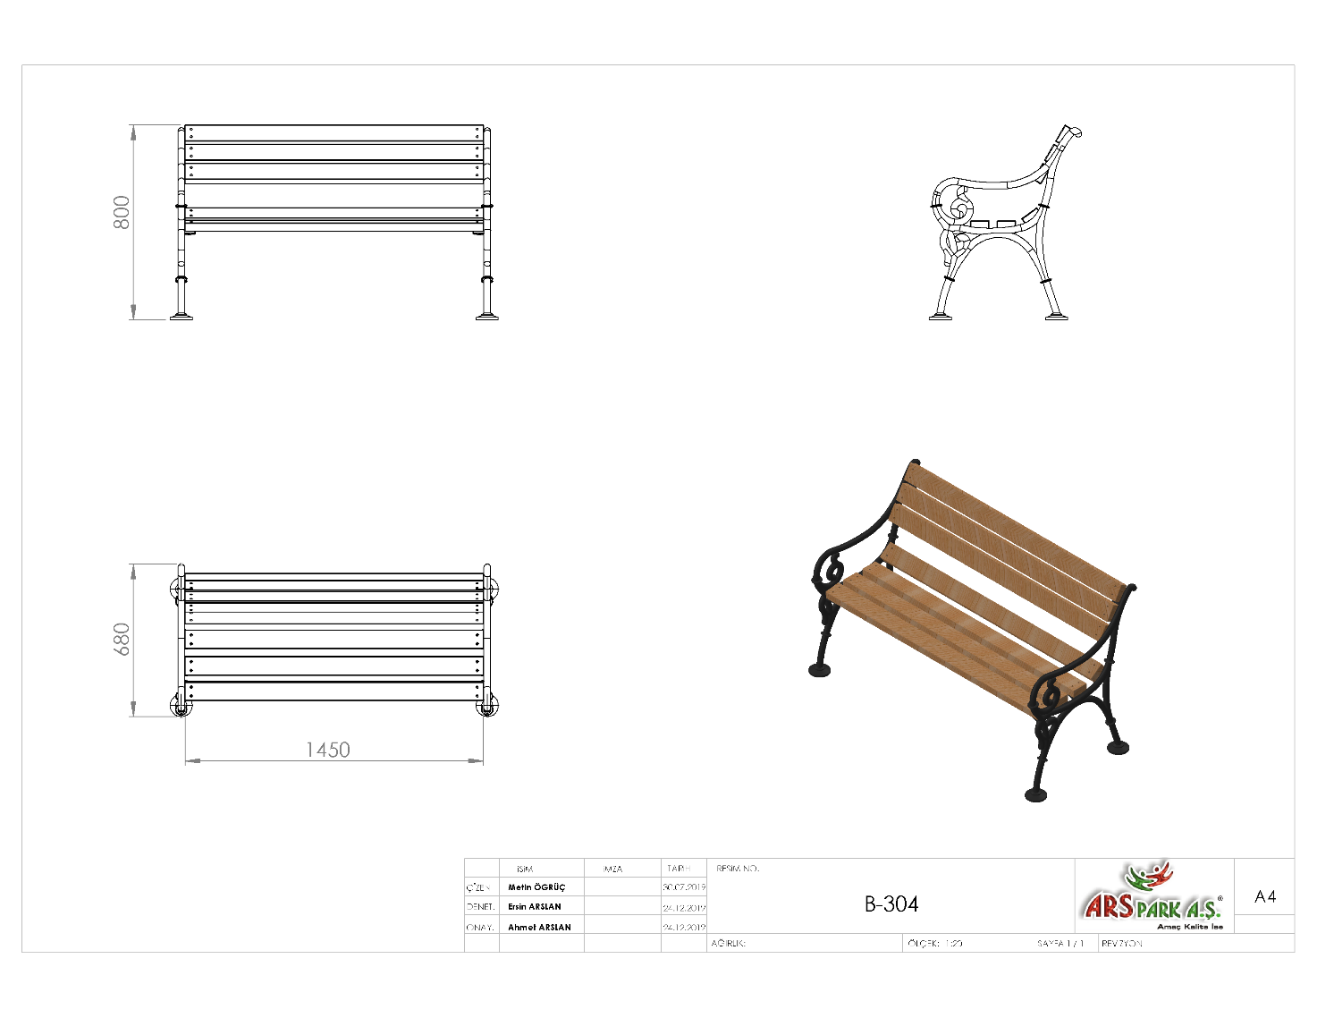 800
680
1450
İSİM
İMZA
TARİH
RESİM NO.
ÇİZEN
Metin ÖGRÜÇ
30.07.2019
DENET.
Ersin ARSLAN
24.12.2019
ONAY.
Ahmet ARSLAN
24.12.2019
B-304
ARSPARK A.Ş.®
Amaç Kalite İse
A4
AĞIRLIK:
ÖLÇEK: 1:20
SAYFA 1 / 1
REVİZYON